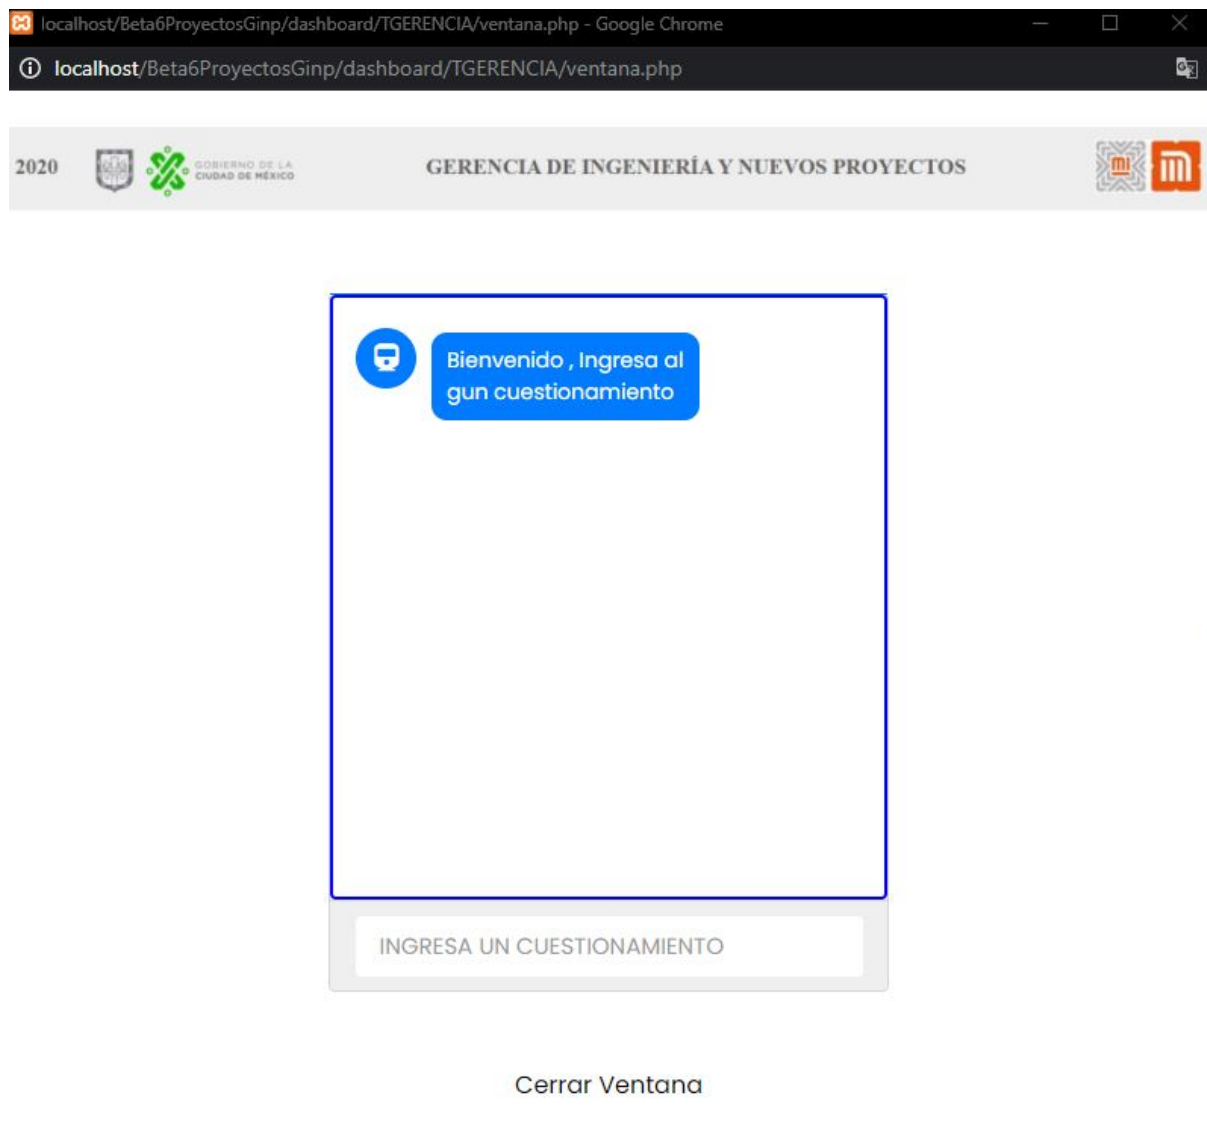 localhost/Beta6ProyectosGinp/dashboard/TGERENCIA/ventana.php - Google Chrome
localhost/Beta6ProyectosGinp/dashboard/TGERENCIA/ventana.php
2020
GOBIERNO DE LA
CIUDAD DE MÉXICO
GERENCIA DE INGENIERÍA Y NUEVOS PROYECTOS
Bienvenido , Ingresa al
gun cuestionamiento
INGRESA UN CUESTIONAMIENTO
Cerrar Ventana